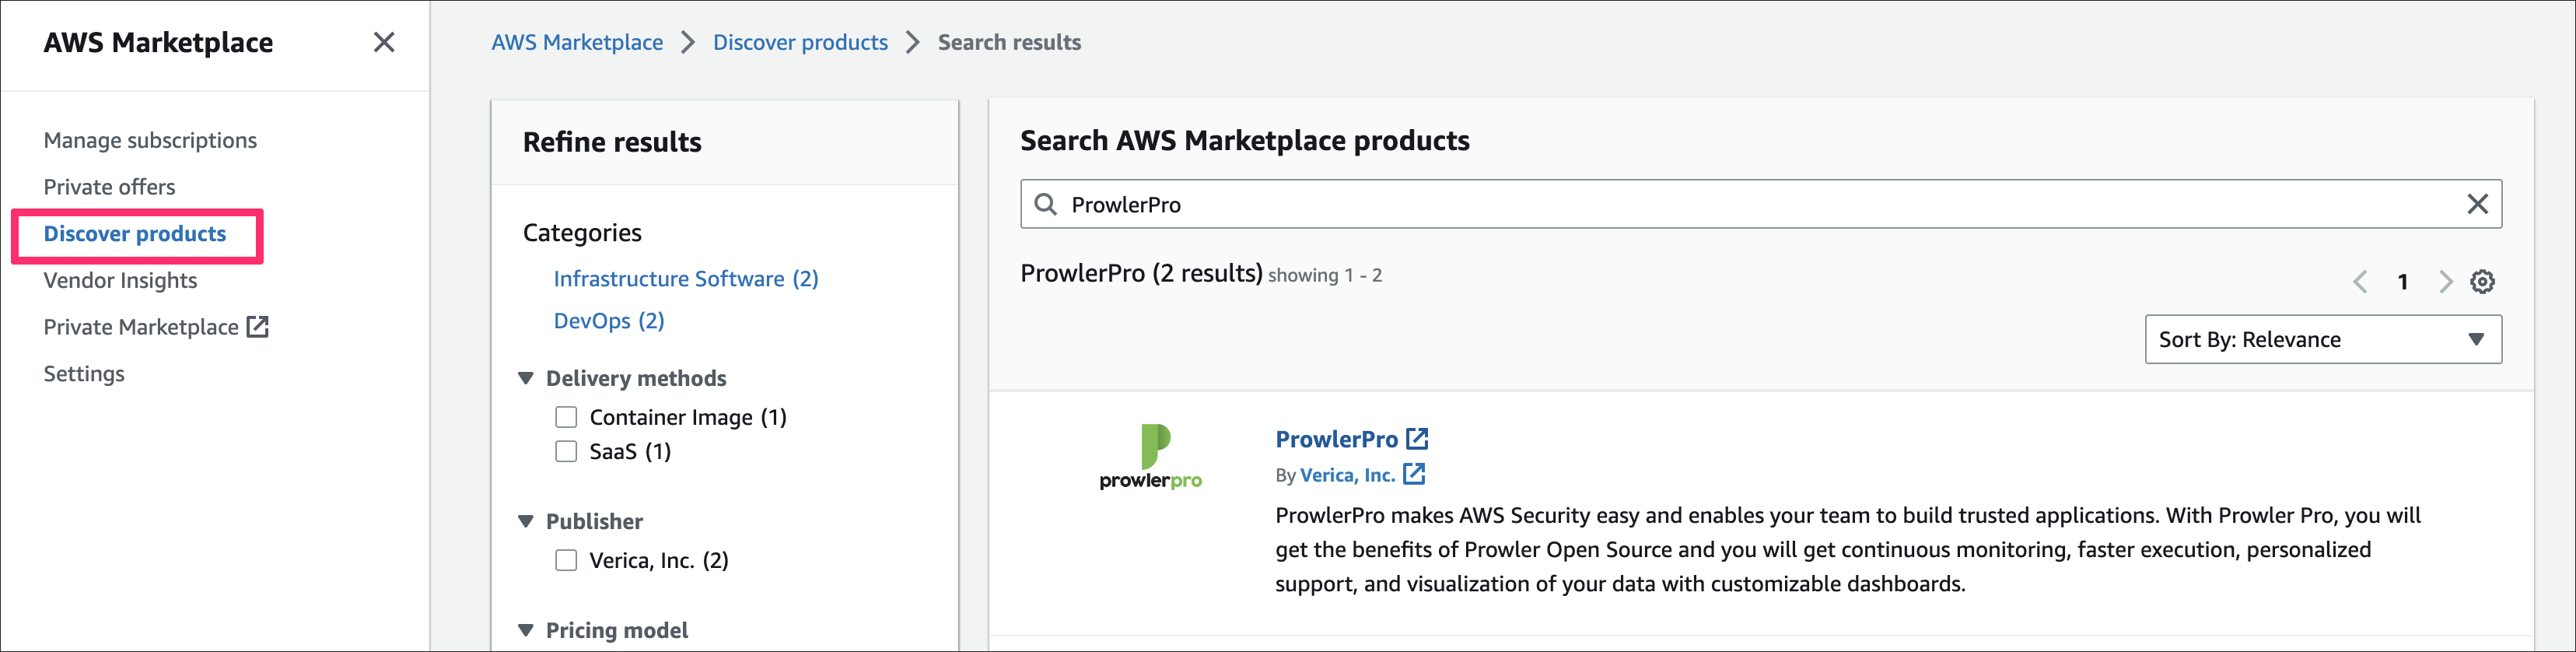 AWS Marketplace
Manage subscriptions
Private offers
Discover products
Vendor Insights
Private Marketplace
Settings
AWS Marketplace > Discover products > Search results
Refine results
Categories
Infrastructure Software (2)
DevOps (2)
Delivery methods
Container Image (1)
SaaS (1)
Publisher
Verica, Inc. (2)
Pricing model
Search AWS Marketplace products
ProwlerPro
ProwlerPro (2 results) showing 1 - 2
1
Sort By: Relevance
prowlerpro
ProwlerPro
By Verica, Inc.
ProwlerPro makes AWS Security easy and enables your team to build trusted applications. With Prowler Pro, you will
get the benefits of Prowler Open Source and you will get continuous monitoring, faster execution, personalized
support, and visualization of your data with customizable dashboards.